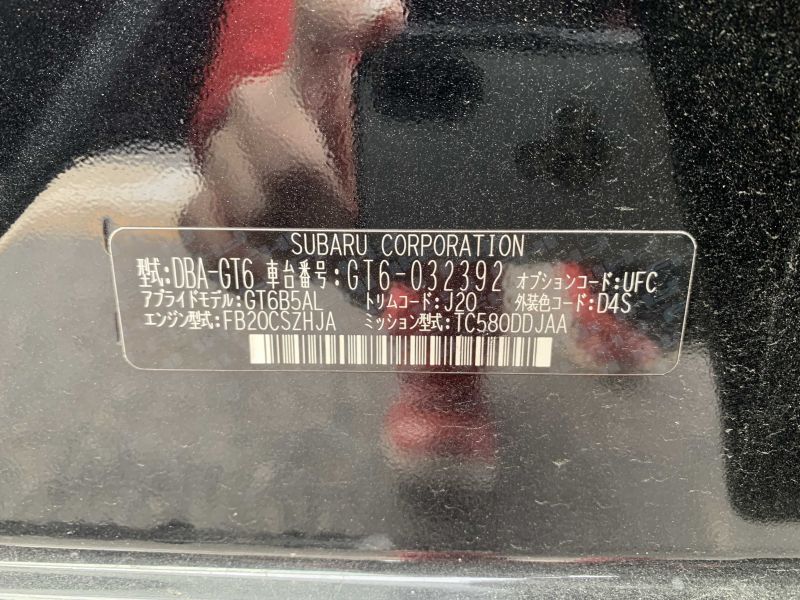 SUBARU CORPORATION
型式:DBA-GT6 車台番号:GT6-032392 オプションコード:UFC
アプライドモデル:GT6B5AL トリムコード:J20 外装色コード:D4S
エンジン型式:FB20CSZHJA ミッション型式:TC580DDJAA